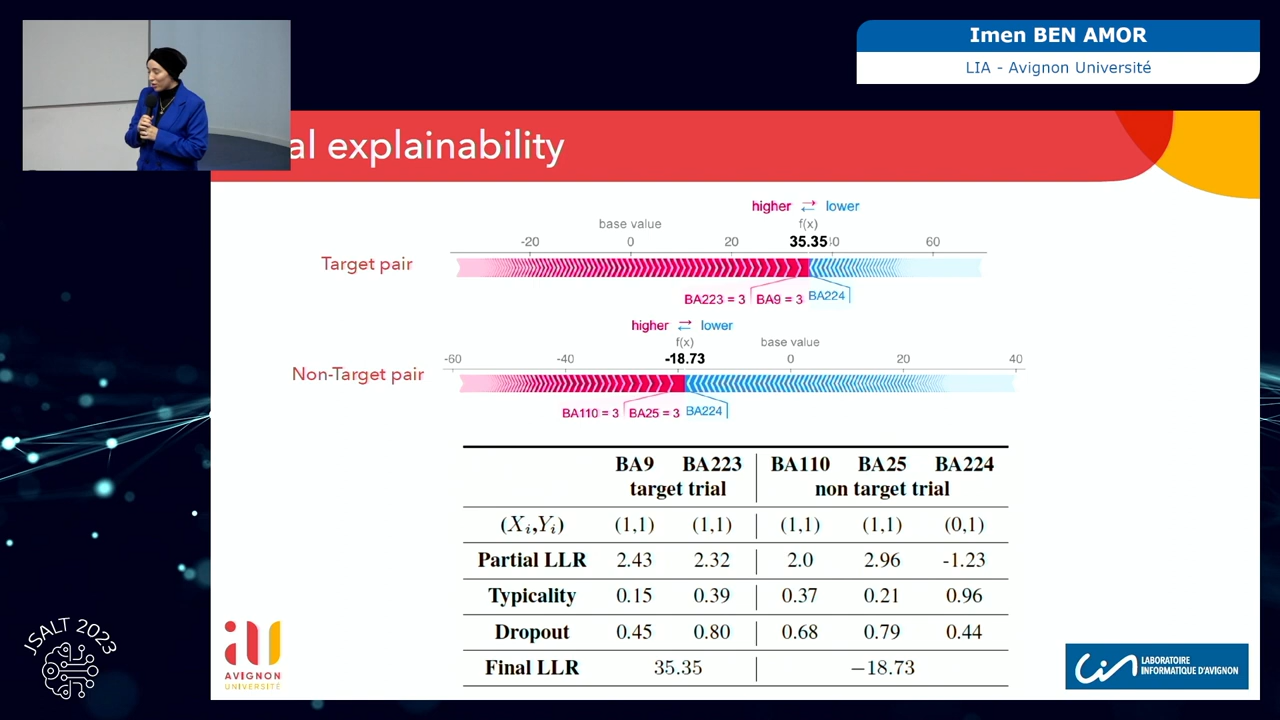 Imen BEN AMOR
LIA - Avignon Université
al explainability
higher ⇄ lower
base value f(x)
-20 0 20 35.35 40 60
Target pair
BA223 = 3 BA9 = 3 BA224
higher ⇄ lower
f(x) base value
-60 -40 -18.73 0 20 40
Non-Target pair
BA110 = 3 BA25 = 3 BA224
BA9 BA223 BA110 BA25 BA224
target trial non target trial
(Xi,Yi) (1,1) (1,1) (1,1) (1,1) (0,1)
Partial LLR 2.43 2.32 2.0 2.96 -1.23
Typicality 0.15 0.39 0.37 0.21 0.96
Dropout 0.45 0.80 0.68 0.79 0.44
Final LLR 35.35 −18.73
JSALT 2023
au
AVIGNON
UNIVERSITÉ
Lia
LABORATOIRE
INFORMATIQUE D'AVIGNON